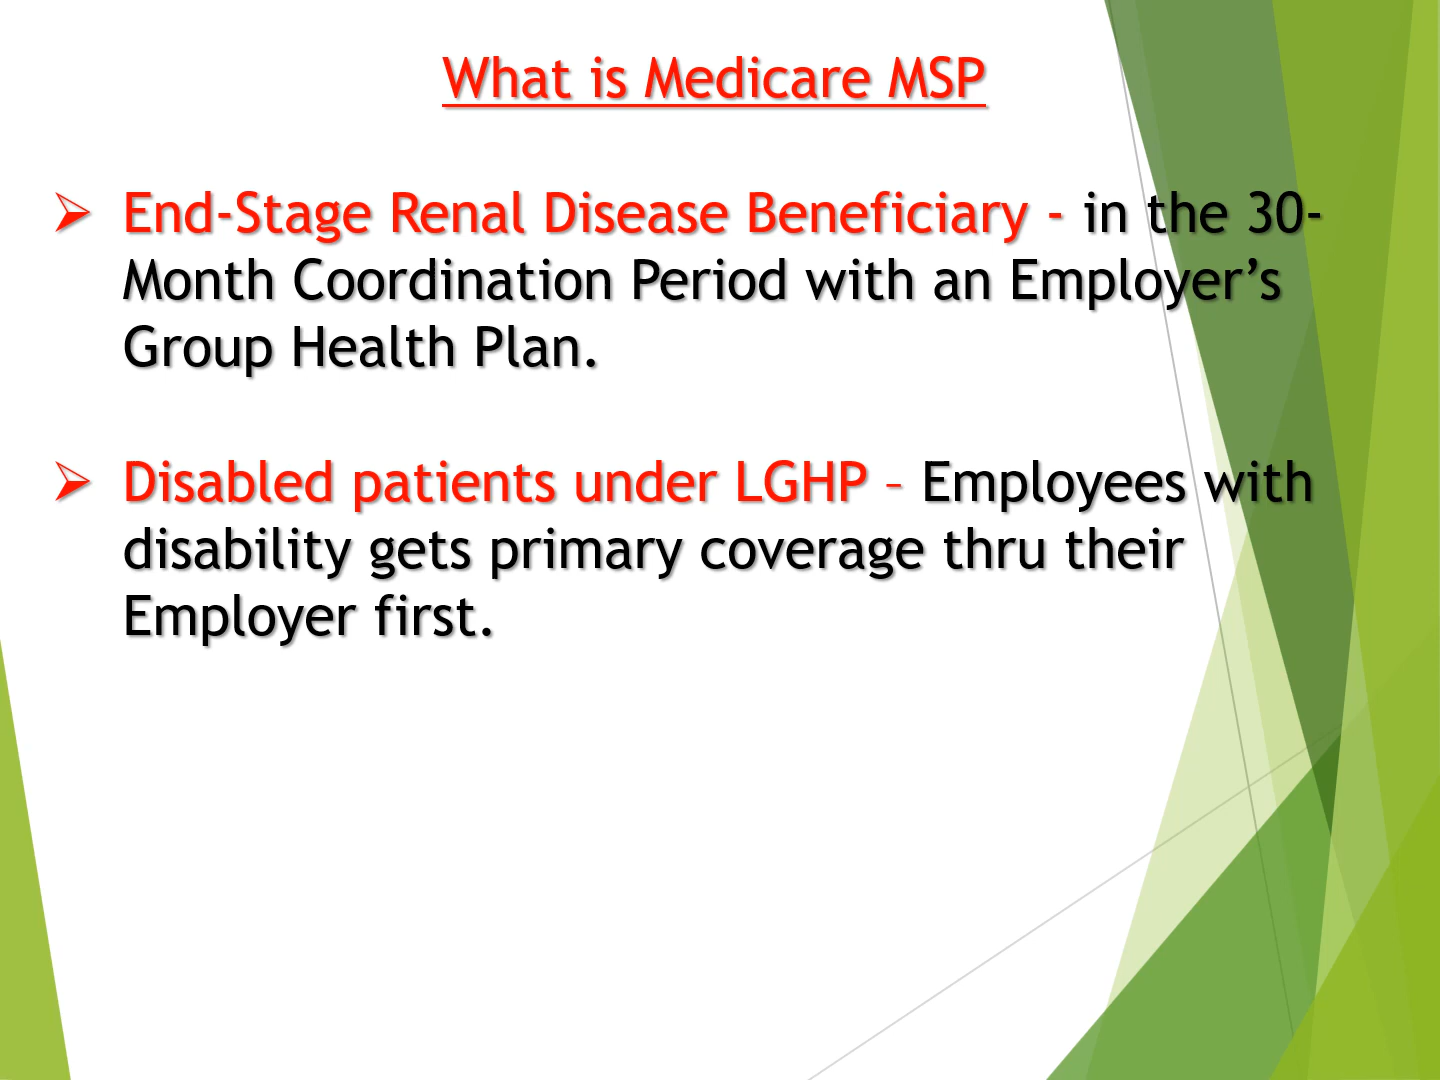 What is Medicare MSP
➢ End-Stage Renal Disease Beneficiary - in the 30-
Month Coordination Period with an Employer’s
Group Health Plan.
➢ Disabled patients under LGHP – Employees with
disability gets primary coverage thru their
Employer first.